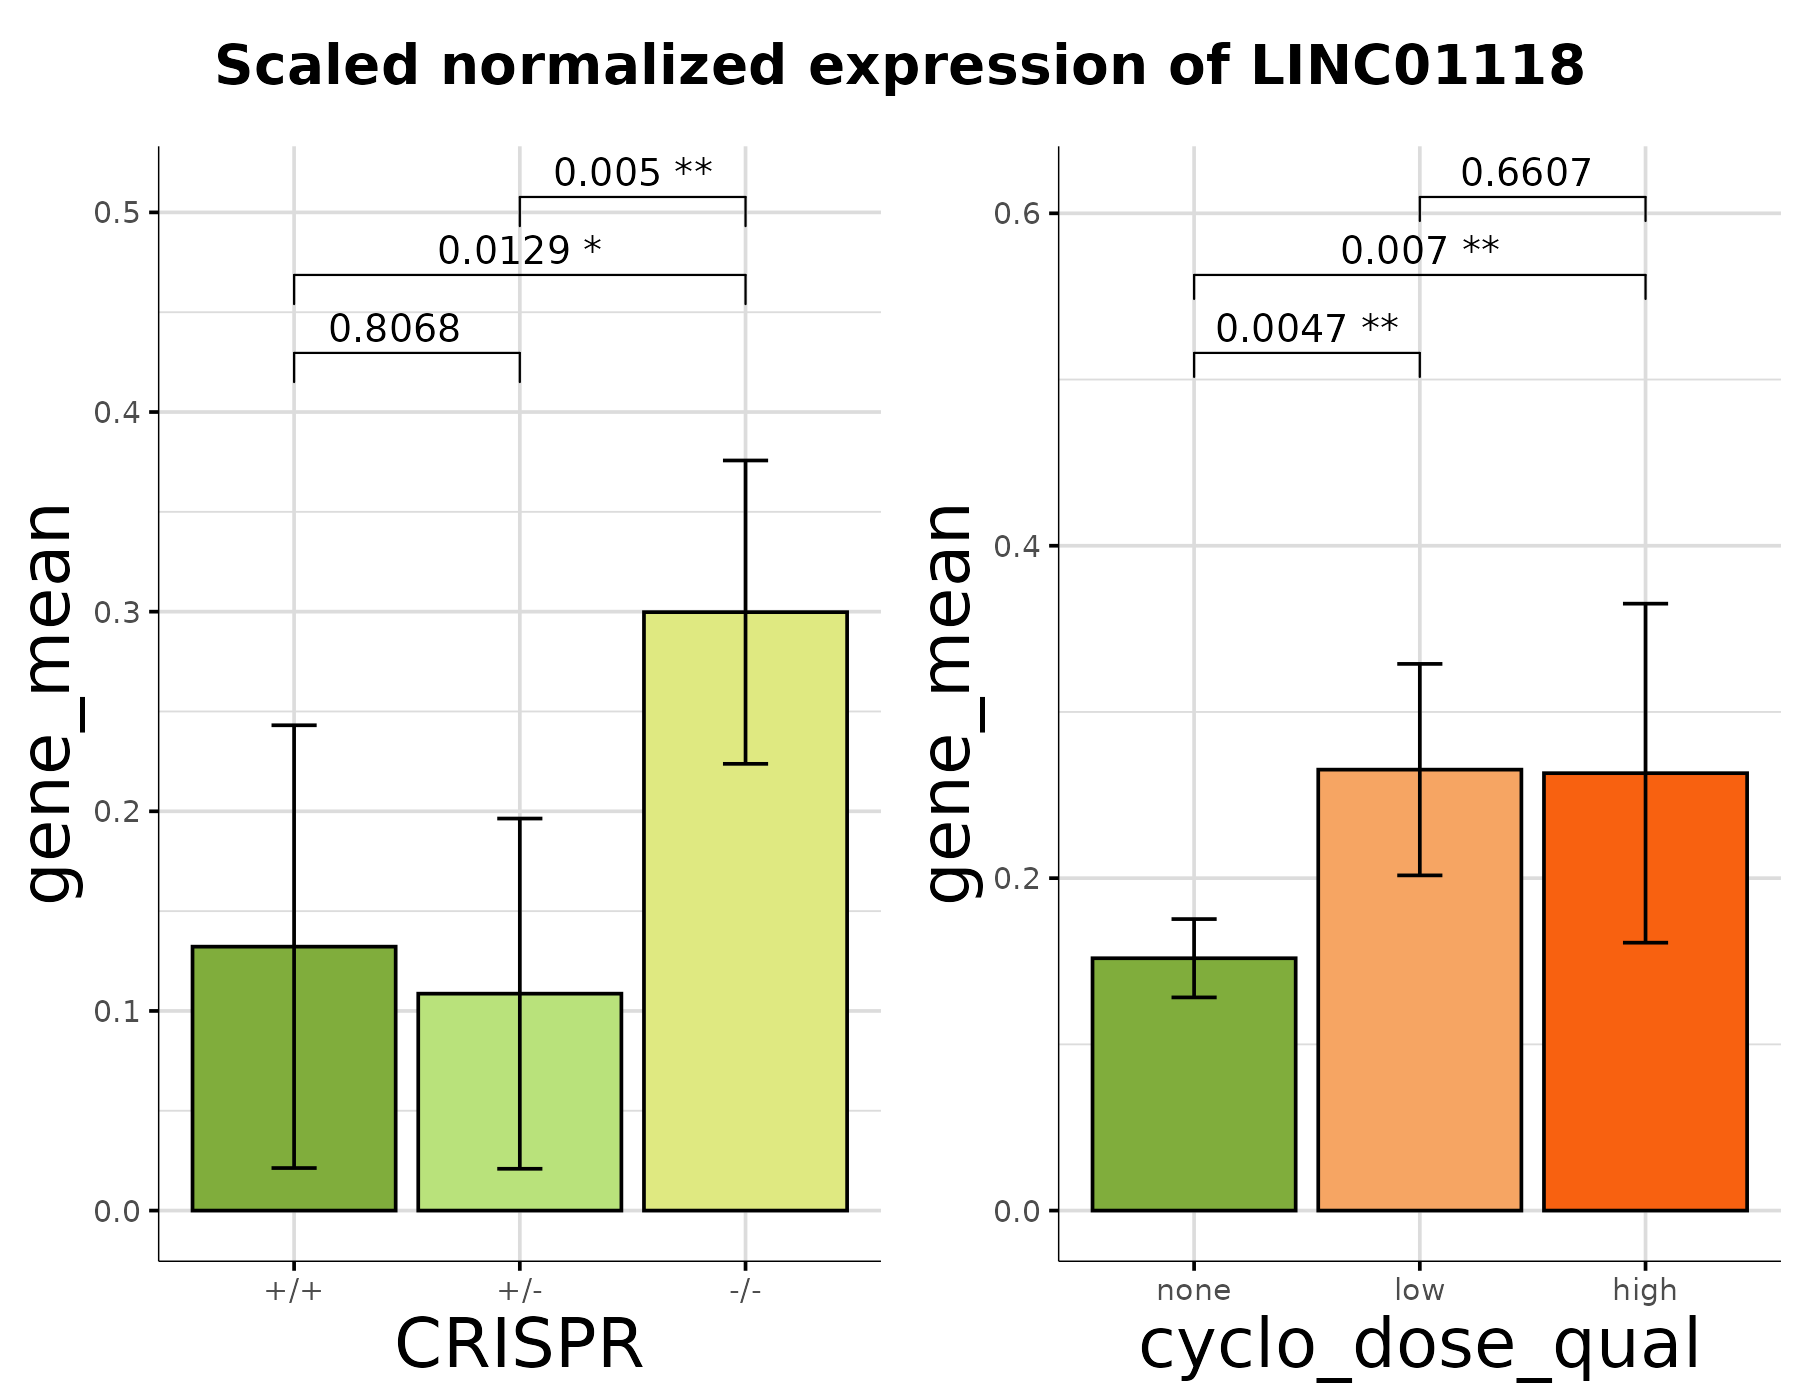 Scaled normalized expression of LINC01118
gene_mean
0.5
0.4
0.3
0.2
0.1
0.0
0.005 **
0.0129 *
0.8068
+/+
+/-
-/-
CRISPR
gene_mean
0.6
0.4
0.2
0.0
0.6607
0.007 **
0.0047 **
none
low
high
cyclo_dose_qual